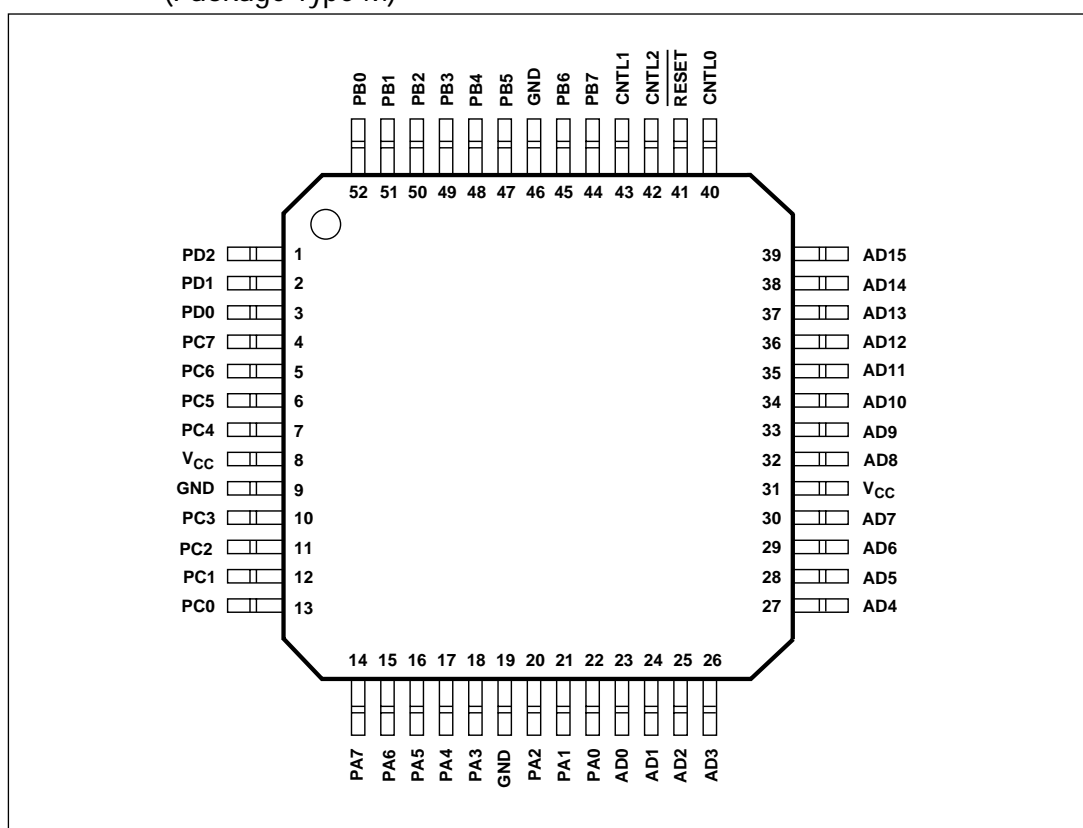 (Package Type M)
PB0
PB1
PB2
PB3
PB4
PB5
GND
PB6
PB7
CNTL1
CNTL2
RESET
CNTL0
52 51 50 49 48 47 46 45 44 43 42 41 40
PD2 1 39 AD15
PD1 2 38 AD14
PD0 3 37 AD13
PC7 4 36 AD12
PC6 5 35 AD11
PC5 6 34 AD10
PC4 7 33 AD9
VCC 8 32 AD8
GND 9 31 VCC
PC3 10 30 AD7
PC2 11 29 AD6
PC1 12 28 AD5
PC0 13 27 AD4
14 15 16 17 18 19 20 21 22 23 24 25 26
PA7
PA6
PA5
PA4
PA3
GND
PA2
PA1
PA0
AD0
AD1
AD2
AD3